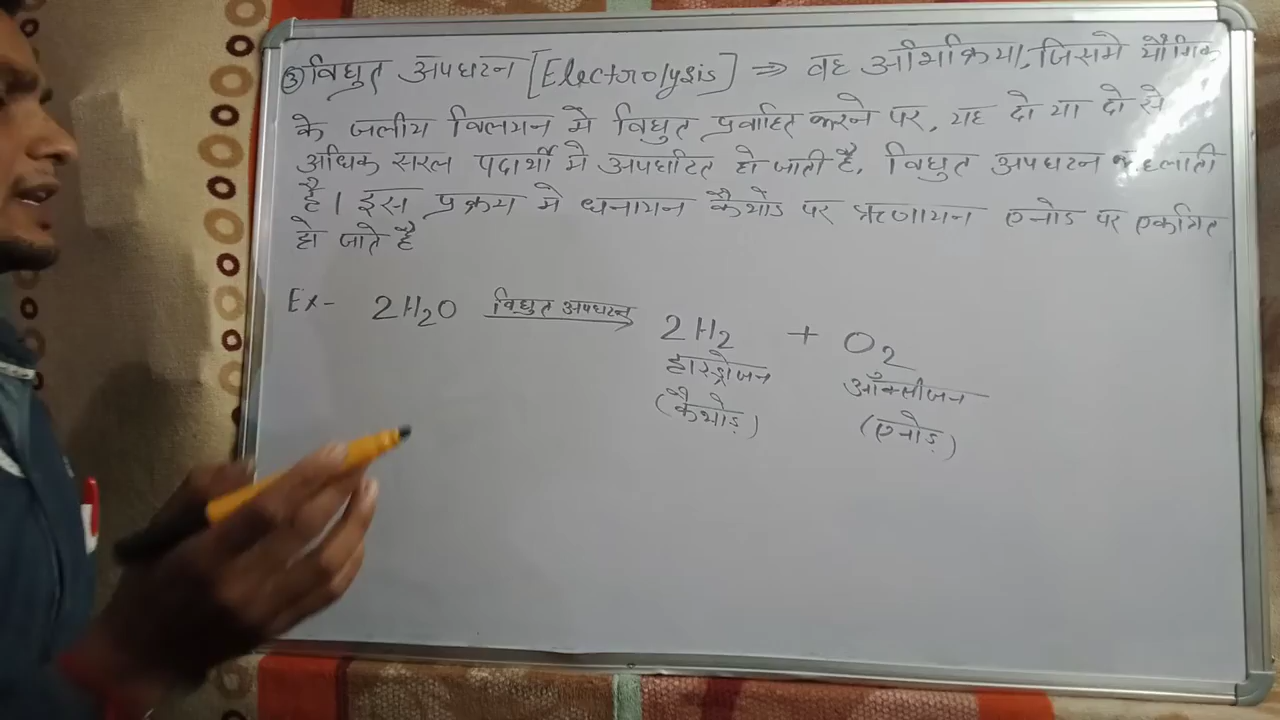 ③ विद्युत अपघटन [Electrolysis] ⇒ वह अभिक्रिया, जिसमे यौगिक
के जलीय विलयन में विद्युत प्रवाहित करने पर, यह दो या दो से
अधिक सरल पदार्थो मे अपघटित हो जाती है, विद्युत अपघटन कहलाती
है। इस प्रक्रम मे धनायन कैथोड पर ऋणायन एनोड पर एकत्रित
हो जाते है
Ex- 2H₂O विद्युत अपघटन → 2H₂ + O₂
हाइड्रोजन ऑक्सीजन
(कैथोड़) (एनोड़)